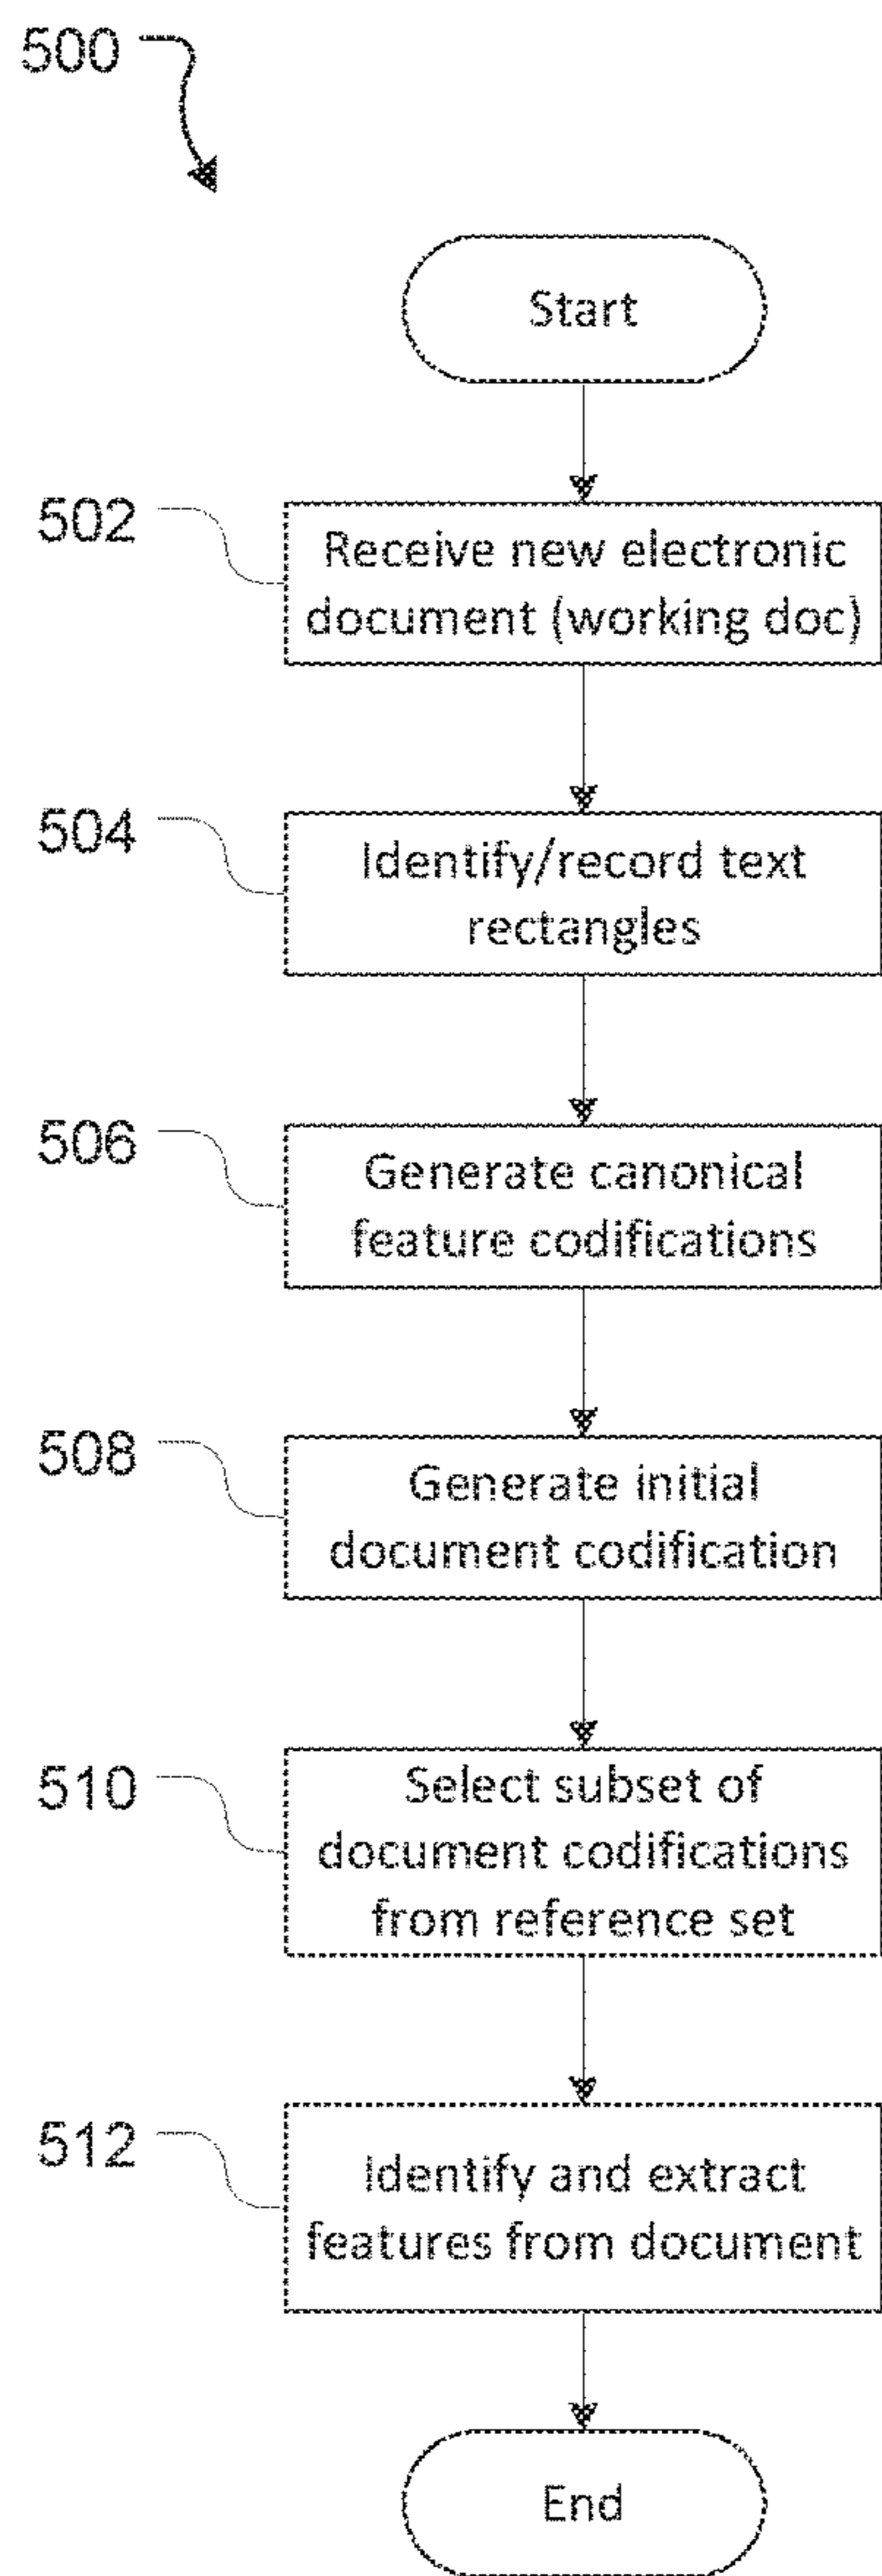 500
Start
502
Receive new electronic
document (working doc)
504
Identify/record text
rectangles
506
Generate canonical
feature codifications
508
Generate initial
document codification
510
Select subset of
document codifications
from reference set
512
Identify and extract
features from document
End